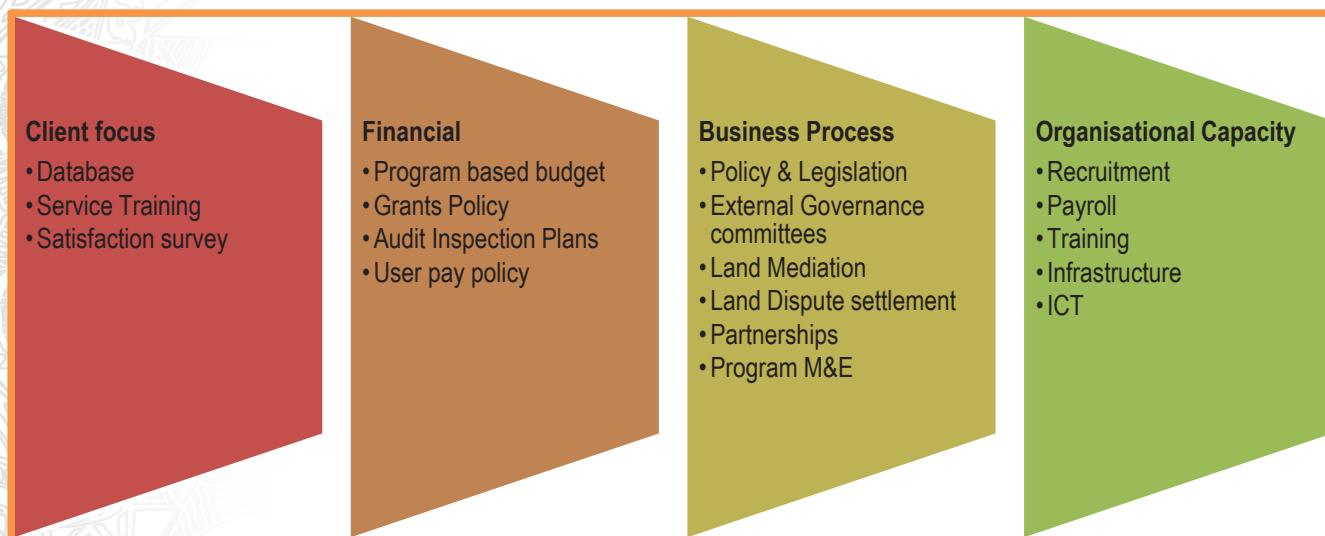 Client focus
• Database
• Service Training
• Satisfaction survey
Financial
• Program based budget
• Grants Policy
• Audit Inspection Plans
• User pay policy
Business Process
• Policy & Legislation
• External Governance
committees
• Land Mediation
• Land Dispute settlement
• Partnerships
• Program M&E
Organisational Capacity
• Recruitment
• Payroll
• Training
• Infrastructure
• ICT